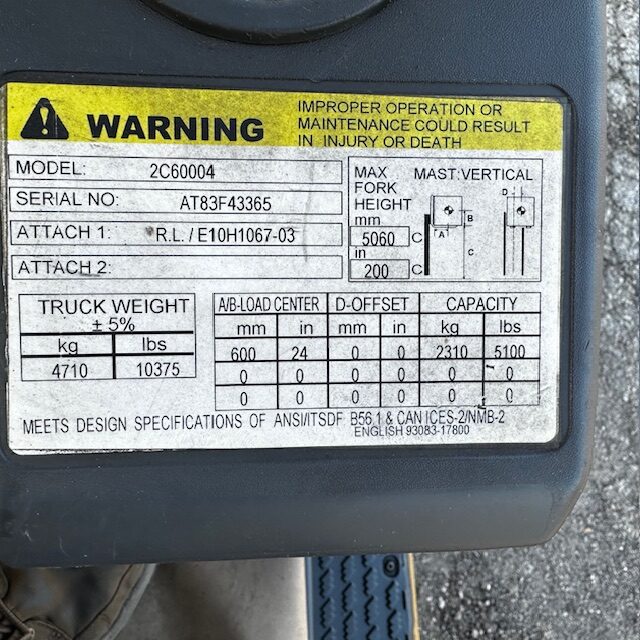 WARNING
IMPROPER OPERATION OR
MAINTENANCE COULD RESULT
IN INJURY OR DEATH
MODEL: 2C60004
SERIAL NO: AT83F43365
ATTACH 1: R.L. / E10H1067-03
ATTACH 2:
MAX FORK HEIGHT
MAST:VERTICAL
mm
5060 C
in
200 C
D
B
A
C
TRUCK WEIGHT
± 5%
kg lbs
4710 10375
A/B-LOAD CENTER D-OFFSET CAPACITY
mm in mm in kg lbs
600 24 0 0 2310 5100
0 0 0 0 0 0
0 0 0 0 0 0
MEETS DESIGN SPECIFICATIONS OF ANSI/ITSDF B56.1 & CAN ICES-2/NMB-2
ENGLISH 93083-17800